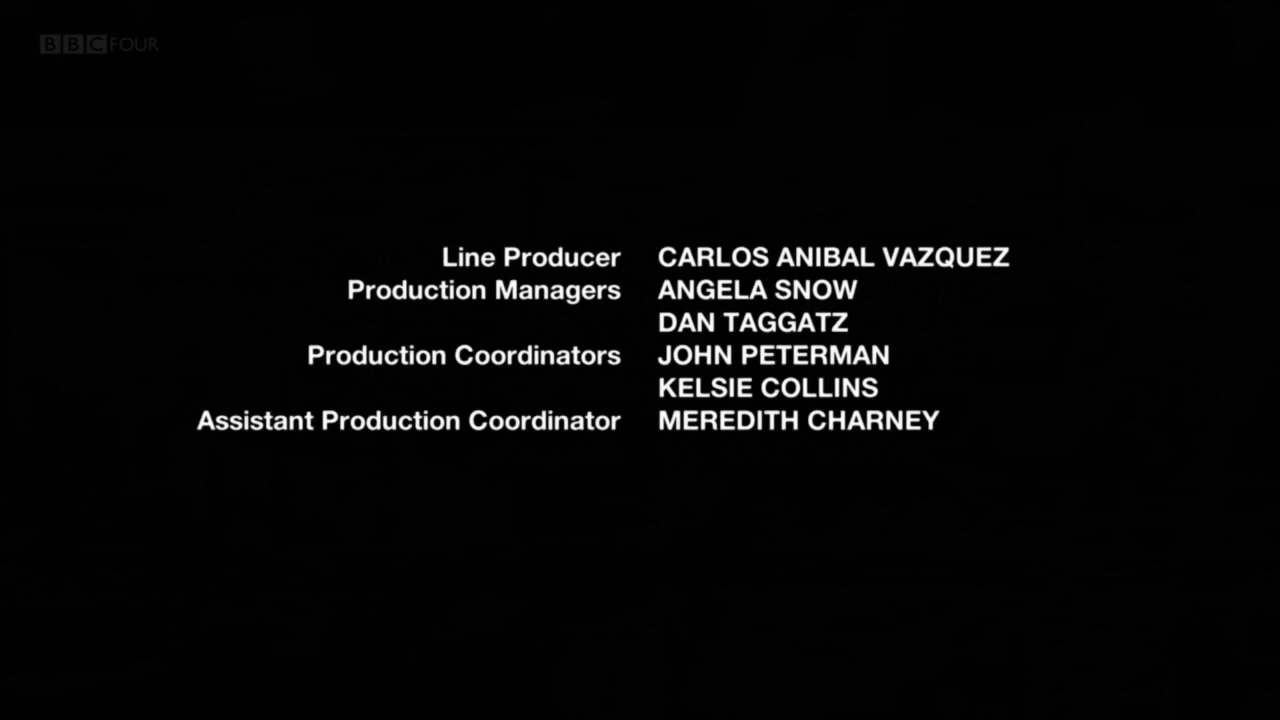 BBC FOUR
Line Producer CARLOS ANIBAL VAZQUEZ
Production Managers ANGELA SNOW
DAN TAGGATZ
Production Coordinators JOHN PETERMAN
KELSIE COLLINS
Assistant Production Coordinator MEREDITH CHARNEY